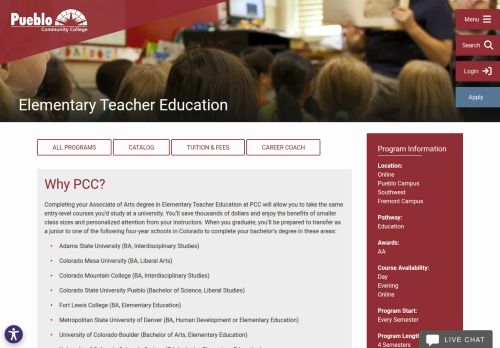 Pueblo
Community College
Menu
Search
Login
Apply
Elementary Teacher Education
ALL PROGRAMS
CATALOG
TUITION & FEES
CAREER COACH
Why PCC?
Completing your Associate of Arts degree in Elementary Teacher Education at PCC will allow you to take the same
entry-level courses you'd study at a university. You'll save thousands of dollars and enjoy the benefits of smaller
class sizes and personalized attention from your instructors. When you graduate, you'll be prepared to transfer as
a junior to one of the following four-year schools in Colorado to complete your bachelor's degree in these areas:
Adams State University (BA, Interdisciplinary Studies)
Colorado Mesa University (BA, Liberal Arts)
Colorado Mountain College (BA, Interdisciplinary Studies)
Colorado State University Pueblo (Bachelor of Science, Liberal Studies)
Fort Lewis College (BA, Elementary Education)
Metropolitan State University of Denver (BA, Human Development or Elementary Education)
University of Colorado-Boulder (Bachelor of Arts, Elementary Education)
Program Information
Location:
Online
Pueblo Campus
Southwest
Fremont Campus
Pathway:
Education
Awards:
AA
Course Availability:
Day
Evening
Online
Program Start:
Every Semester
Program Length
4 Semesters
LIVE CHAT